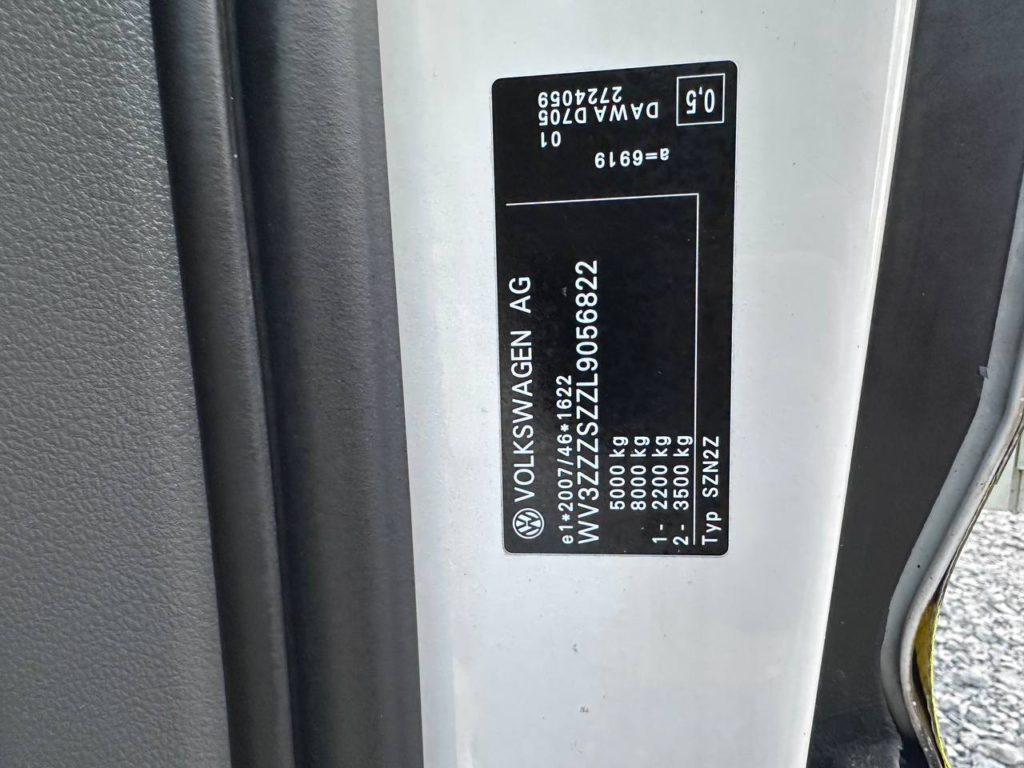 VOLKSWAGEN AG
e1*2007/46*1622
WV3ZZZSZZL9056822
5000 kg
8000 kg
1 - 2200 kg
2 - 3500 kg
Typ SZN2Z
0,5
DAWA D705
2724059
01
a=6919